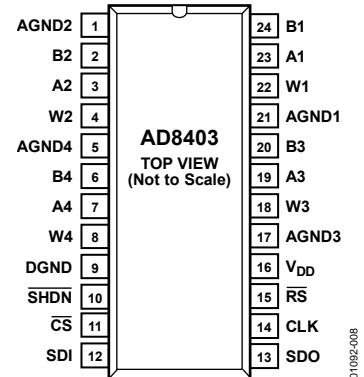 AGND2 1 24 B1
B2 2 23 A1
A2 3 22 W1
W2 4 21 AGND1
AGND4 5 20 B3
B4 6 19 A3
A4 7 18 W3
W4 8 17 AGND3
DGND 9 16 VDD
SHDN 10 15 RS
CS 11 14 CLK
SDI 12 13 SDO
AD8403
TOP VIEW
(Not to Scale)
01092-008